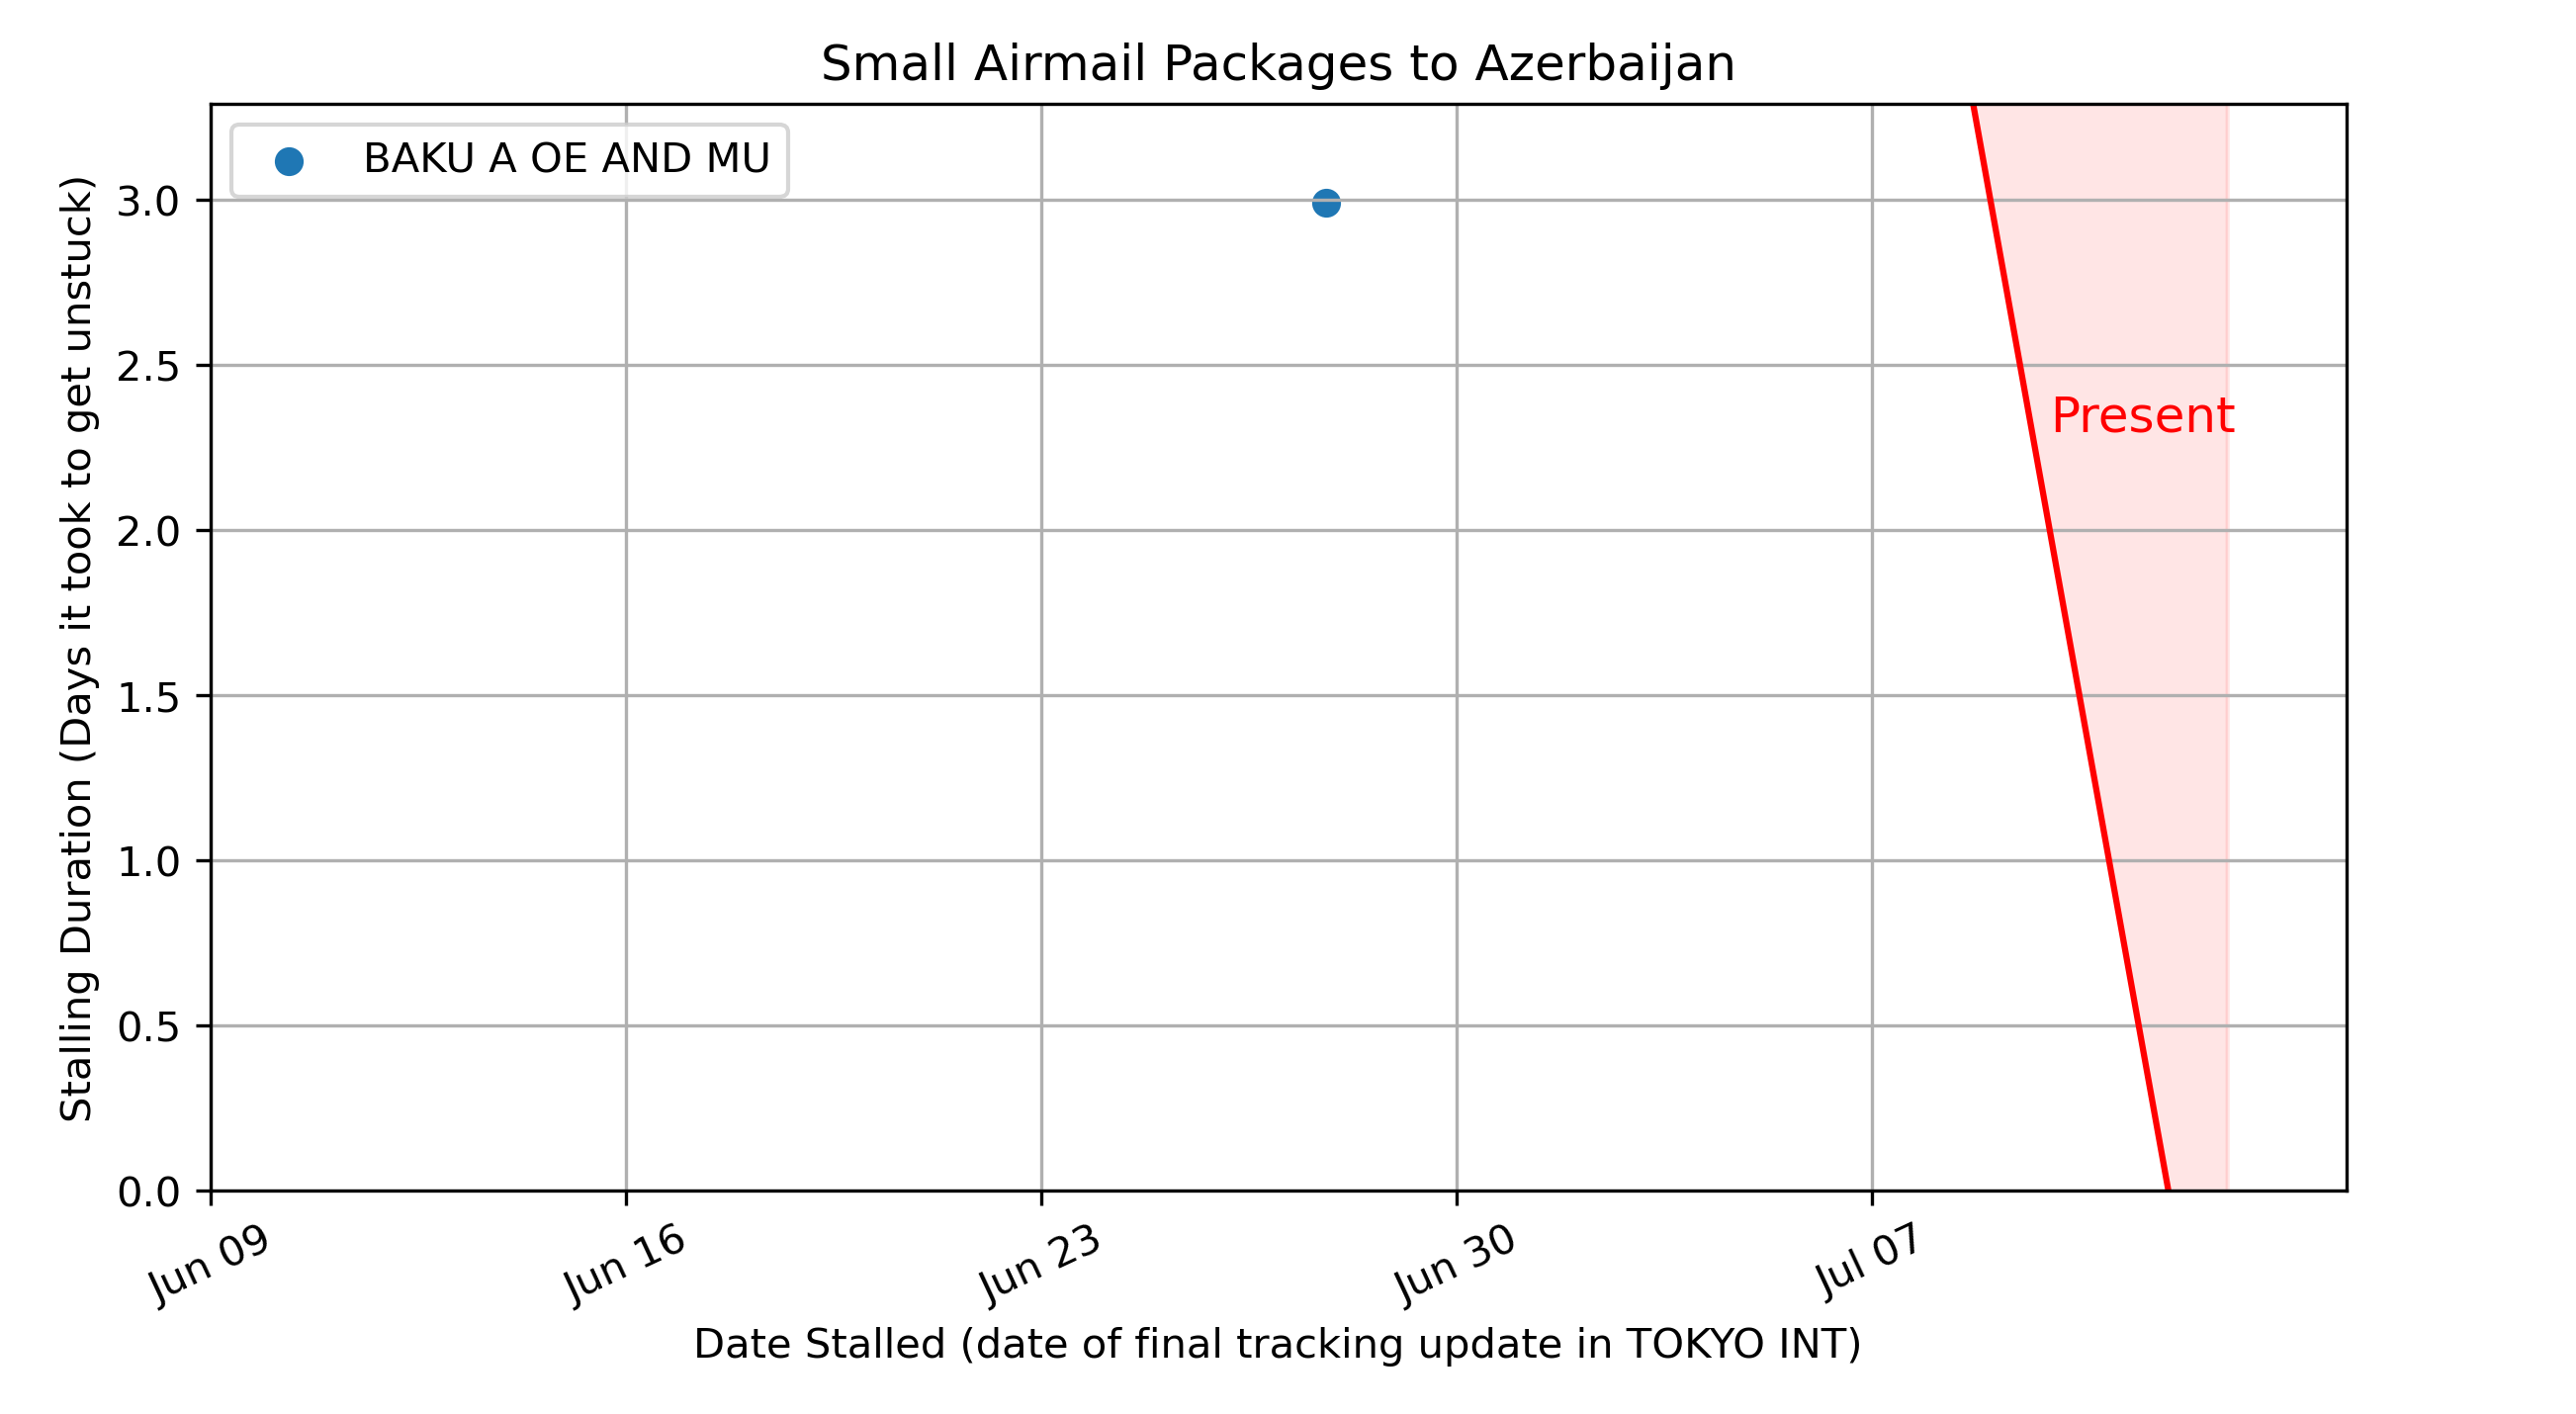 Small Airmail Packages to Azerbaijan
BAKU A OE AND MU
Stalling Duration (Days it took to get unstuck)
3.0
2.5
2.0
1.5
1.0
0.5
0.0
Present
Jun 09
Jun 16
Jun 23
Jun 30
Jul 07
Date Stalled (date of final tracking update in TOKYO INT)